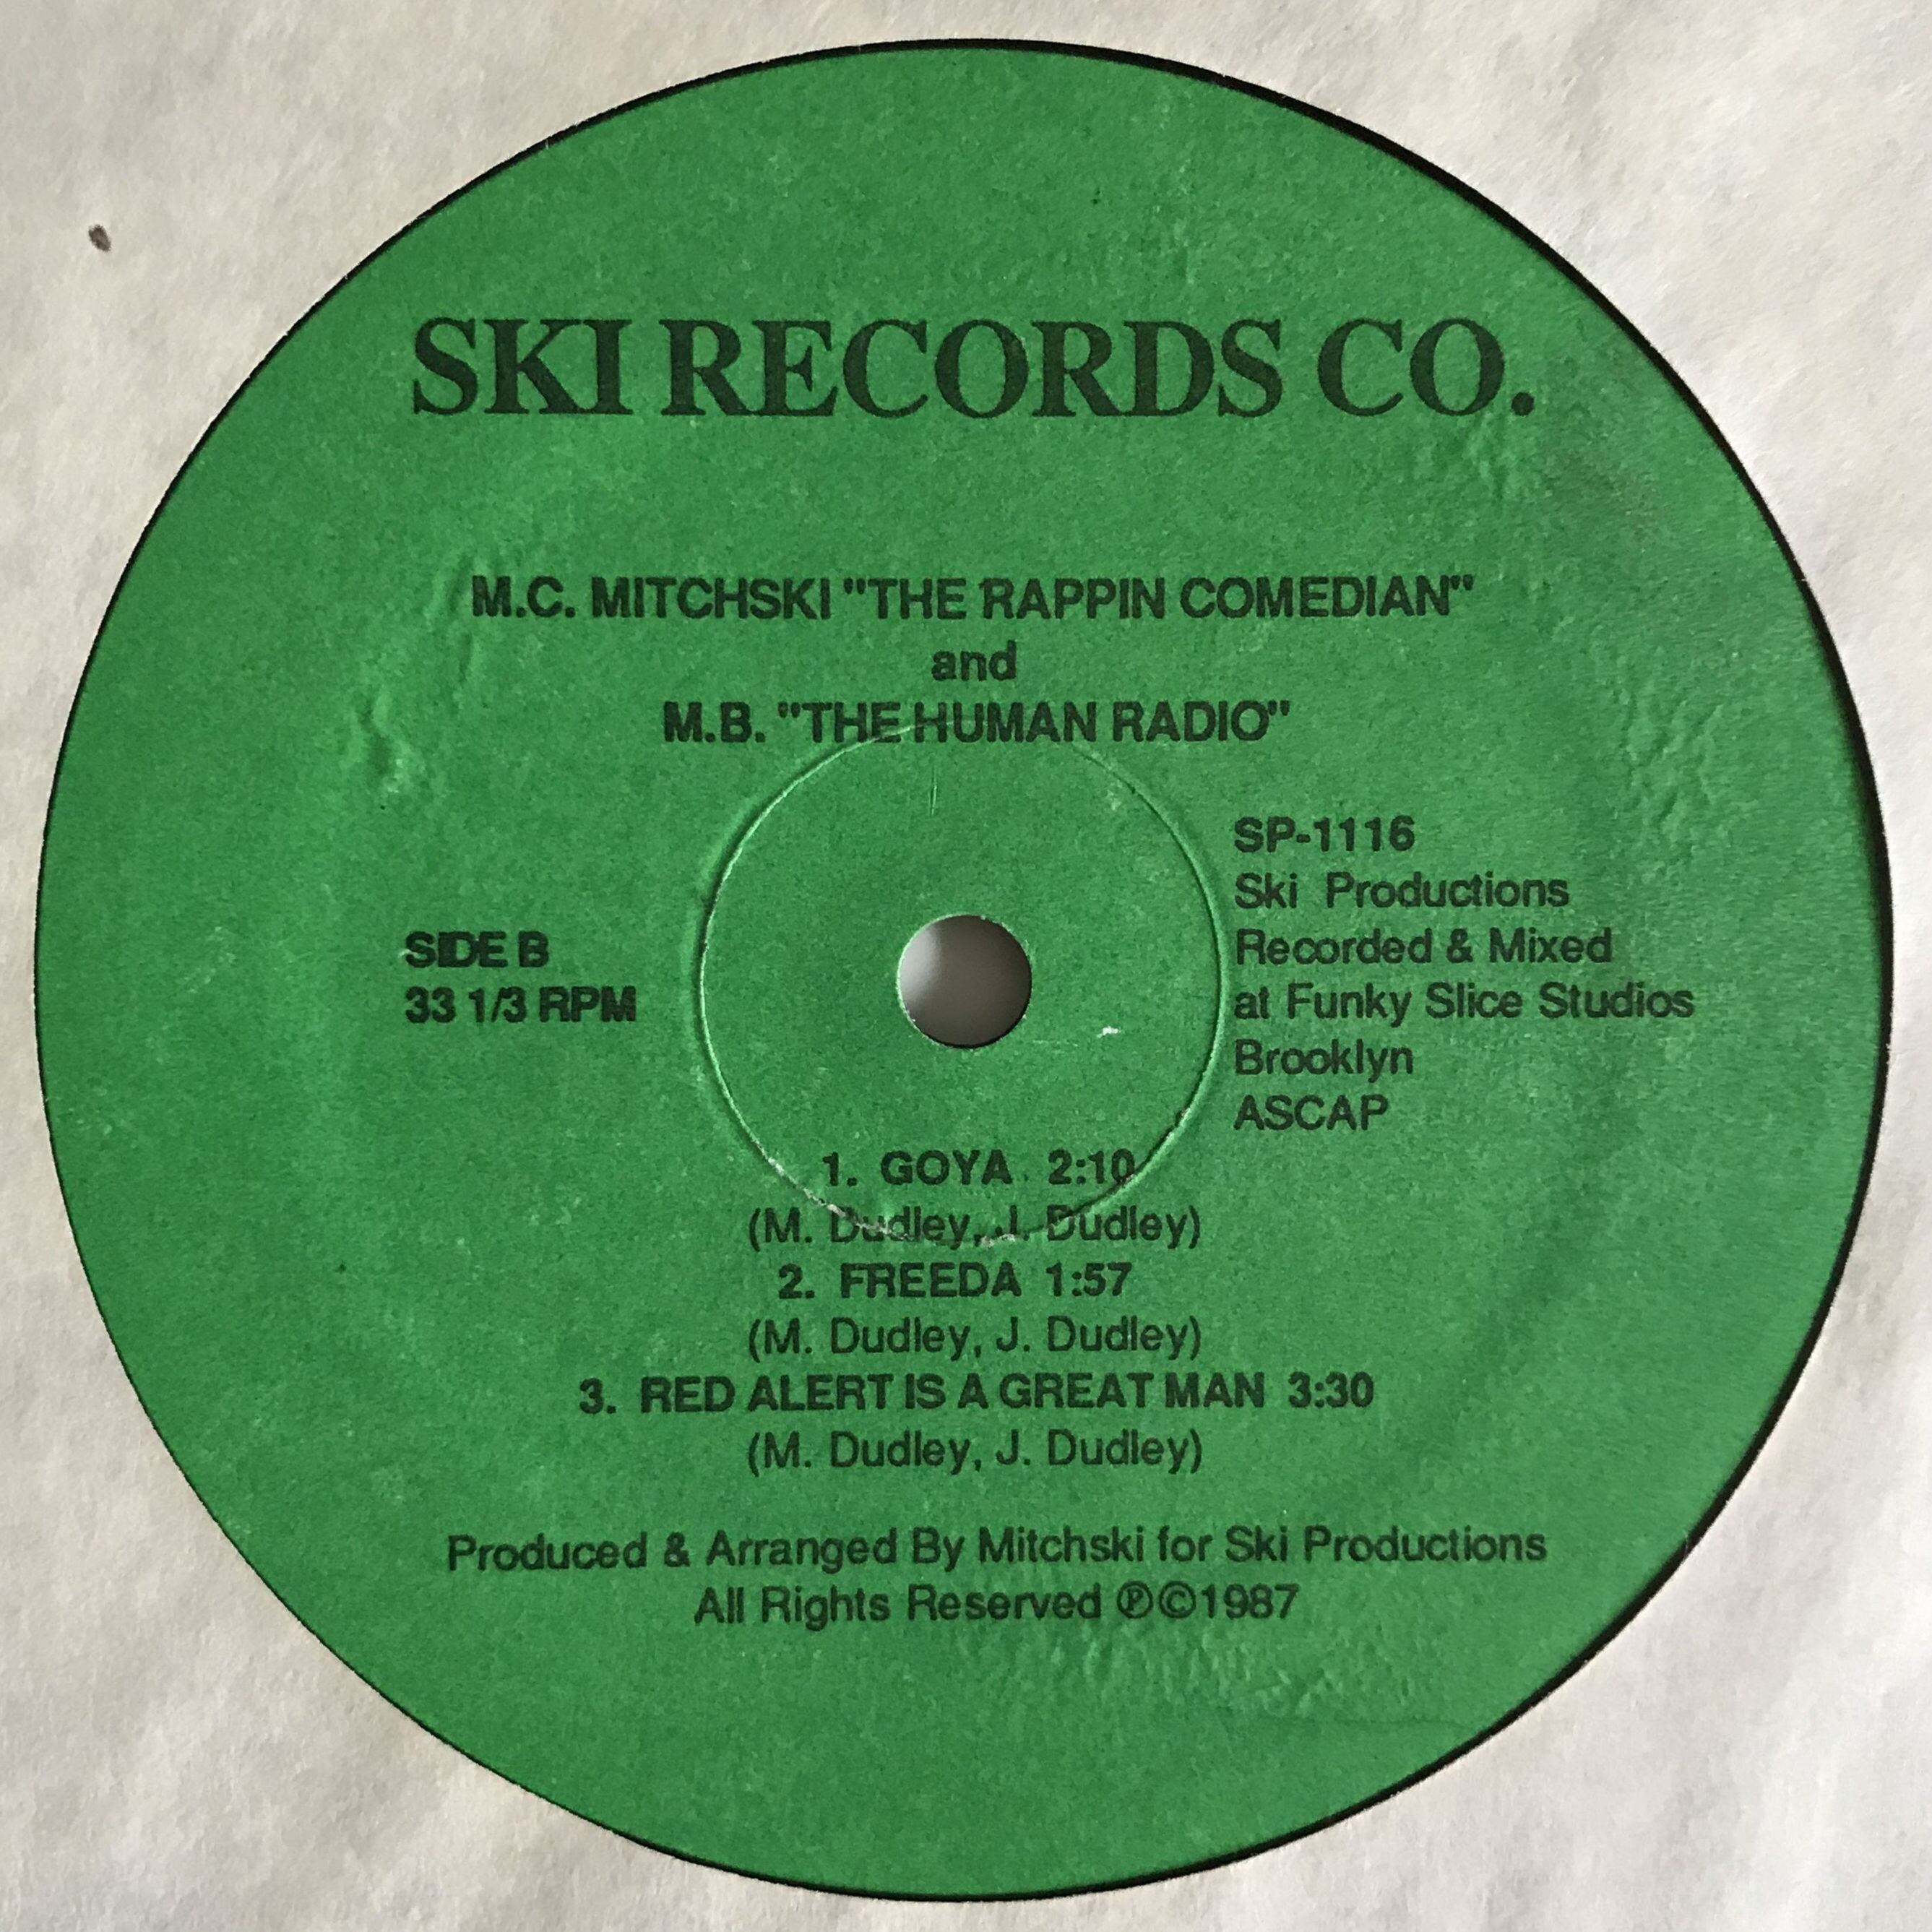 SKI RECORDS CO.
M.C. MITCHSKI "THE RAPPIN COMEDIAN"
and
M.B. "THE HUMAN RADIO"
SIDE B
33 1/3 RPM
SP-1116
Ski Productions
Recorded & Mixed
at Funky Slice Studios
Brooklyn
ASCAP
1. GOYA 2:10
(M. Dudley, J. Dudley)
2. FREEDA 1:57
(M. Dudley, J. Dudley)
3. RED ALERT IS A GREAT MAN 3:30
(M. Dudley, J. Dudley)
Produced & Arranged By Mitchski for Ski Productions
All Rights Reserved ℗©1987